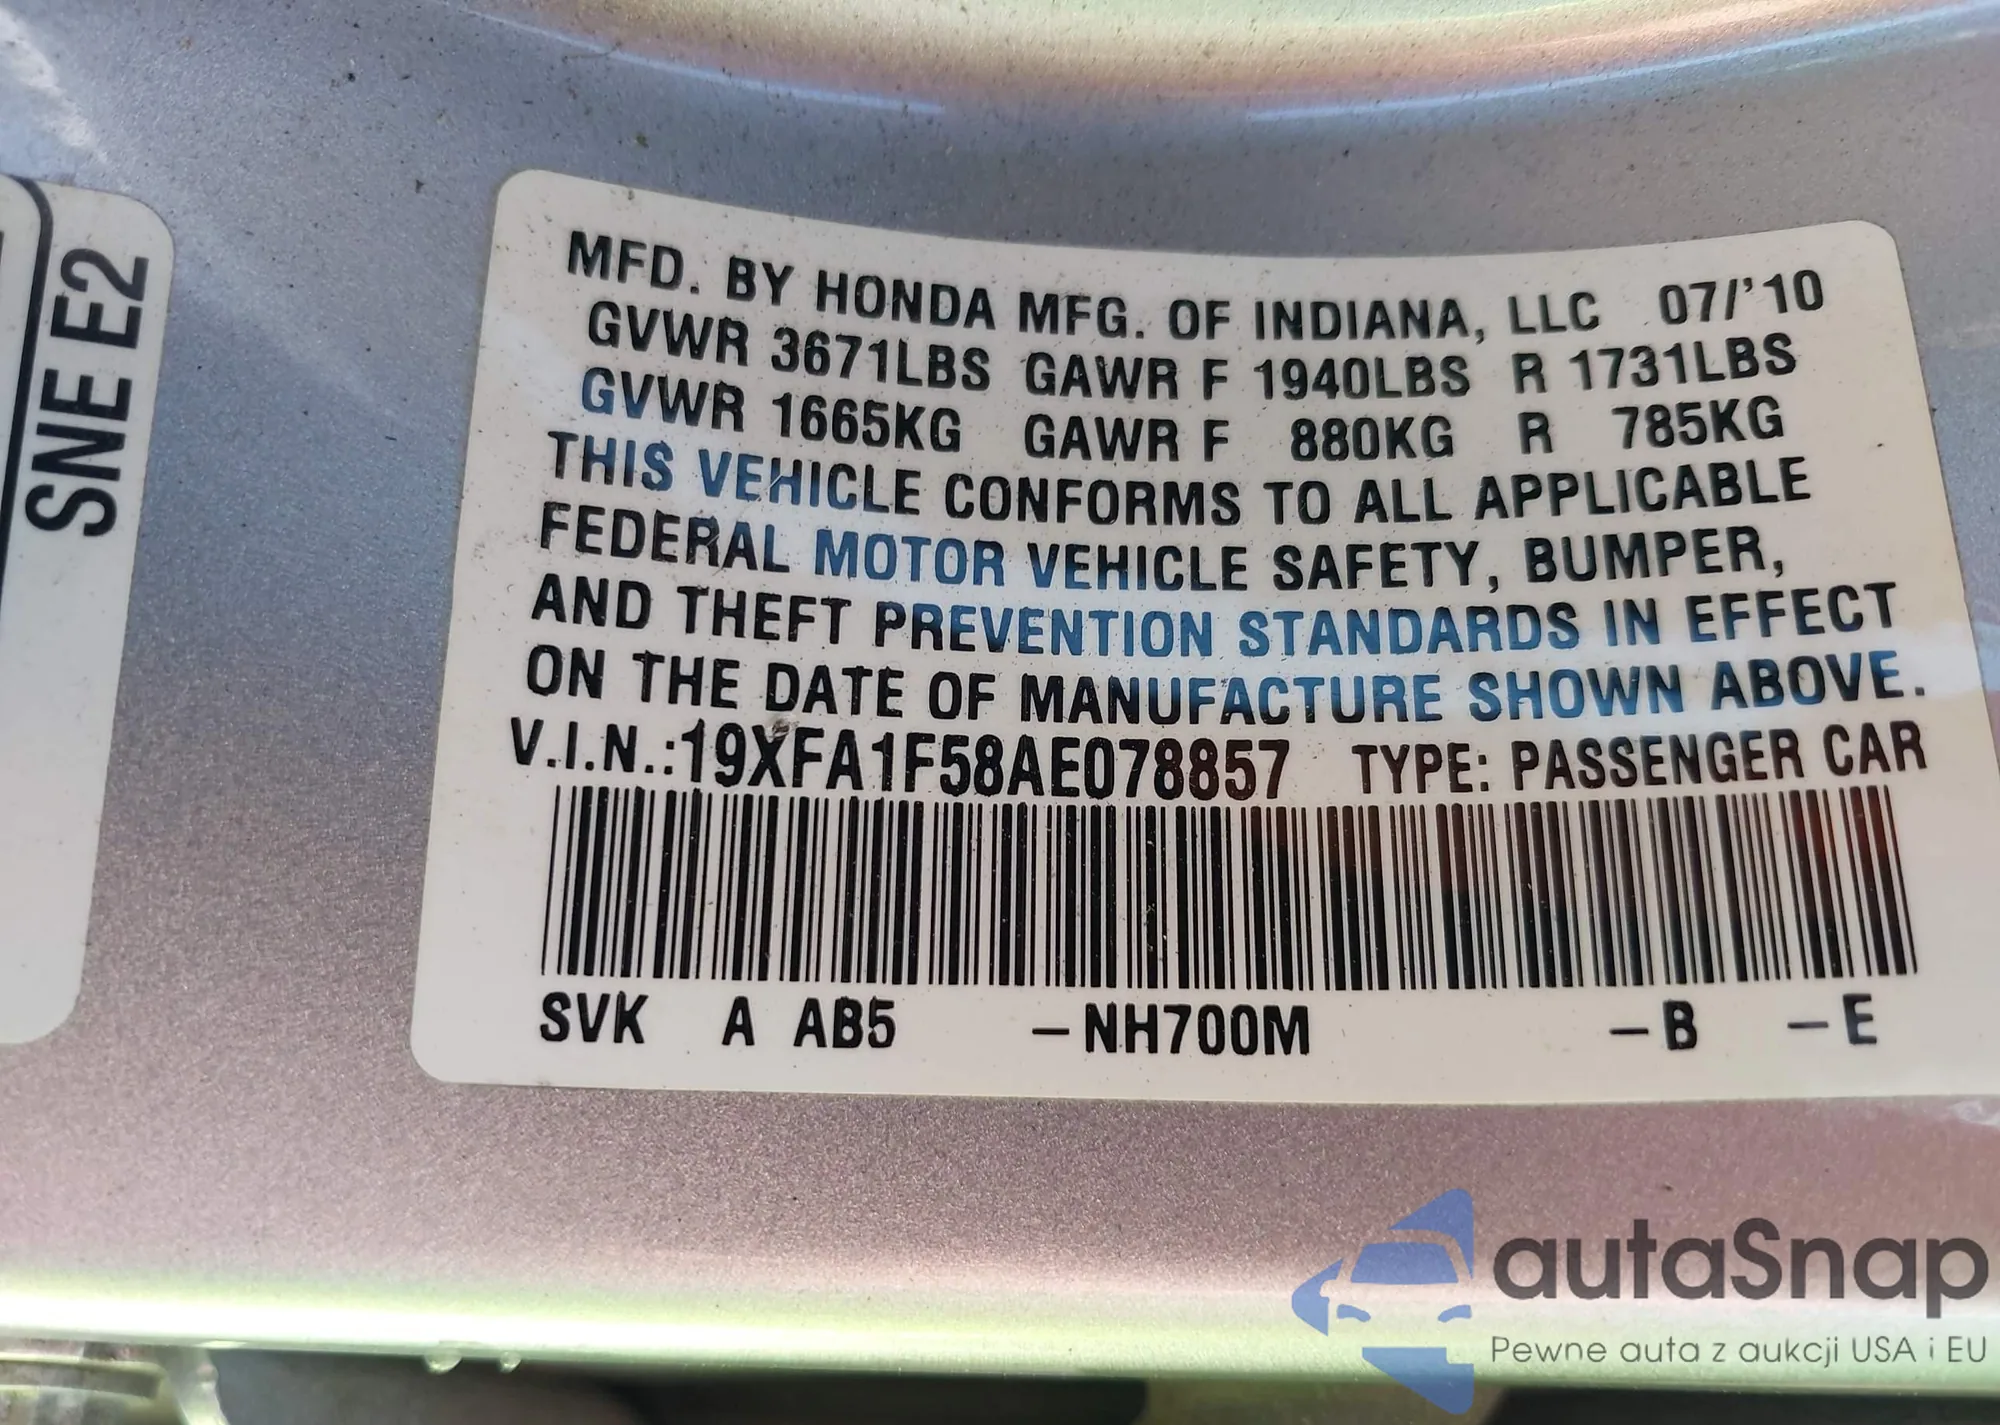 SNE E2
MFD. BY HONDA MFG. OF INDIANA, LLC 07/'10
GVWR 3671LBS GAWR F 1940LBS R 1731LBS
GVWR 1665KG GAWR F 880KG R 785KG
THIS VEHICLE CONFORMS TO ALL APPLICABLE
FEDERAL MOTOR VEHICLE SAFETY, BUMPER,
AND THEFT PREVENTION STANDARDS IN EFFECT
ON THE DATE OF MANUFACTURE SHOWN ABOVE.
V.I.N.:19XFA1F58AE078857 TYPE: PASSENGER CAR
SVK A AB5 -NH700M -B -E
autaSnap
Pewne auta z aukcji USA i EU